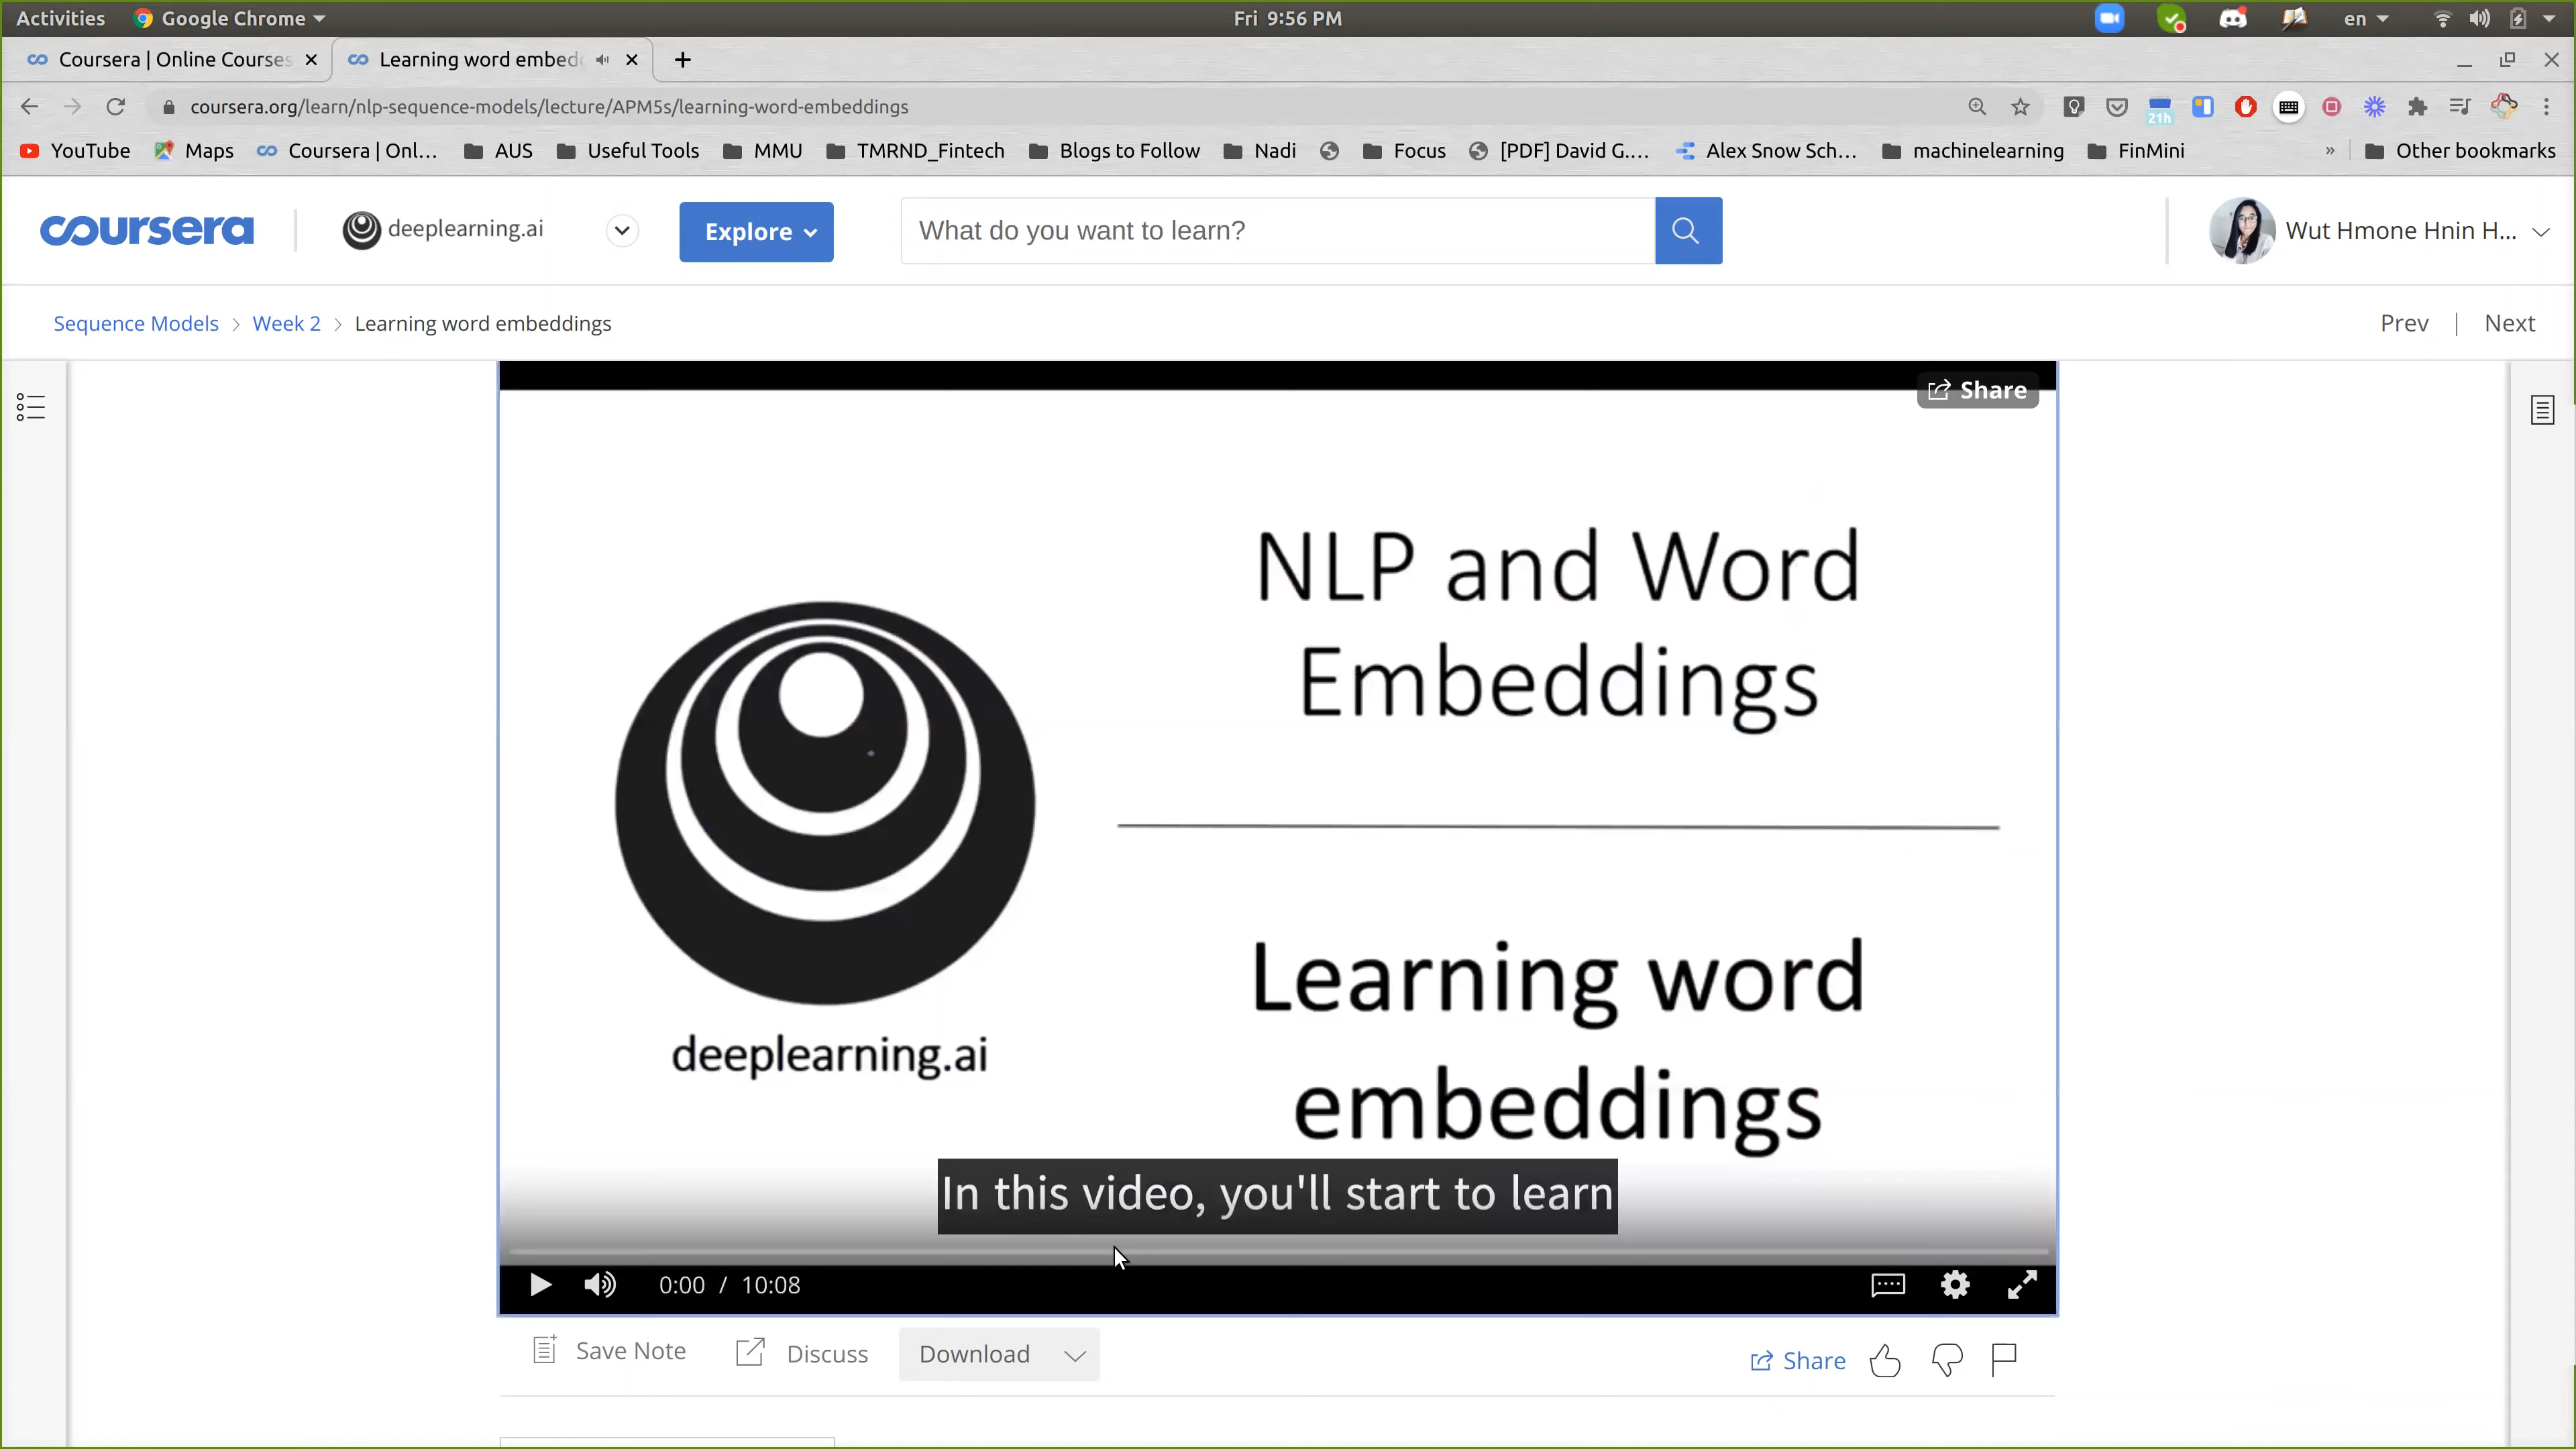 Activities Google Chrome Fri 9:56 PM en
Coursera | Online Courses Learning word embed
coursera.org/learn/nlp-sequence-models/lecture/APM5s/learning-word-embeddings 21h
YouTube Maps Coursera | Onl... AUS Useful Tools MMU TMRND_Fintech Blogs to Follow Nadi Focus [PDF] David G.... Alex Snow Sch... machinelearning FinMini » Other bookmarks
coursera deeplearning.ai Explore What do you want to learn? Wut Hmone Hnin H...
Sequence Models > Week 2 > Learning word embeddings Prev | Next
Share
NLP and Word
Embeddings
Learning word
embeddings
deeplearning.ai
In this video, you'll start to learn
0:00 / 10:08
Save Note Discuss Download Share